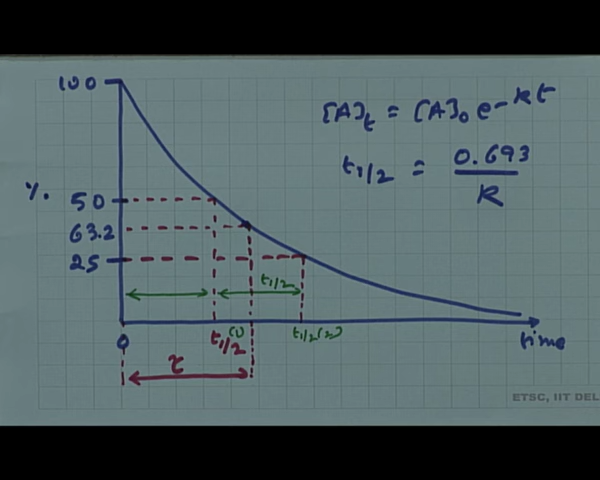 100
[A]t = [A]0 e-kt
t1/2 = 0.693
K
%. 50
63.2
25
t1/2
0 t1/2(1) t1/2(2) time
τ
ETSC, IIT DEL